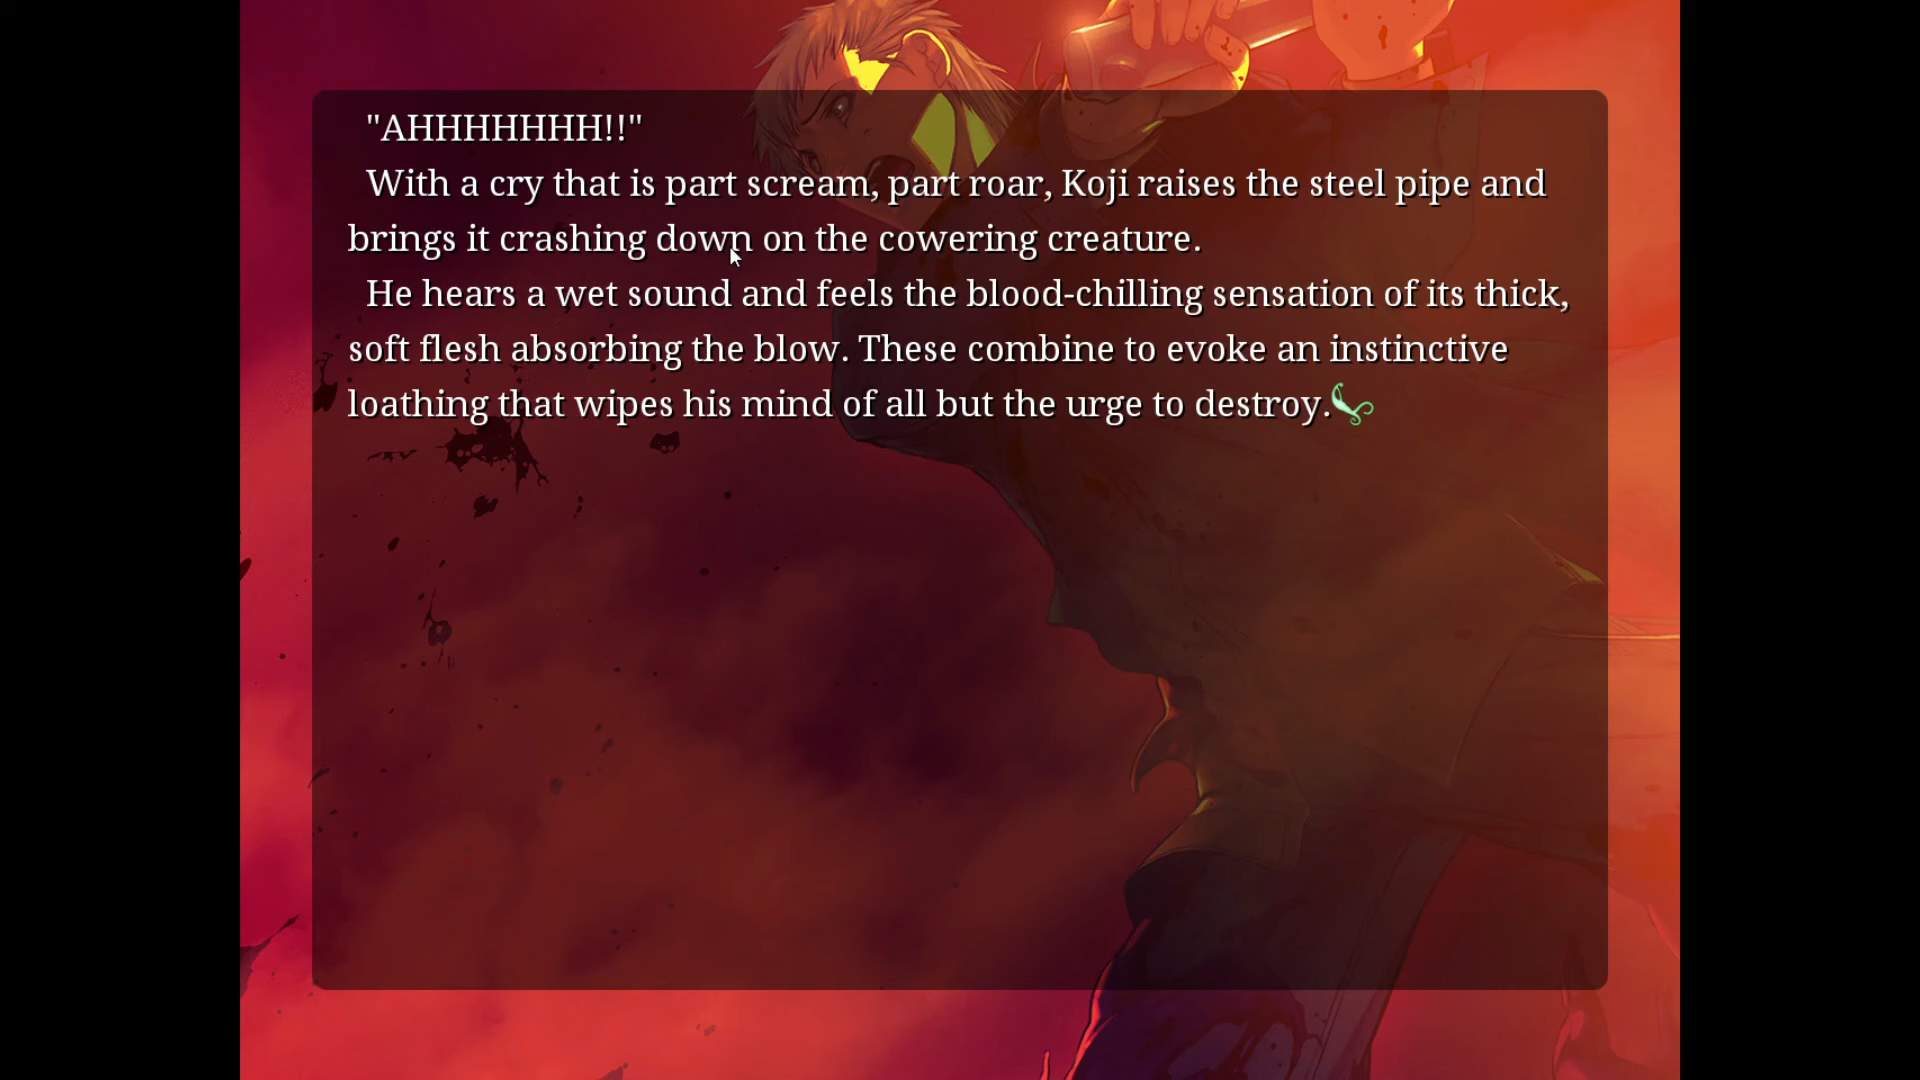 "AHHHHHHH!!"
With a cry that is part scream, part roar, Koji raises the steel pipe and
brings it crashing down on the cowering creature.
He hears a wet sound and feels the blood-chilling sensation of its thick,
soft flesh absorbing the blow. These combine to evoke an instinctive
loathing that wipes his mind of all but the urge to destroy.